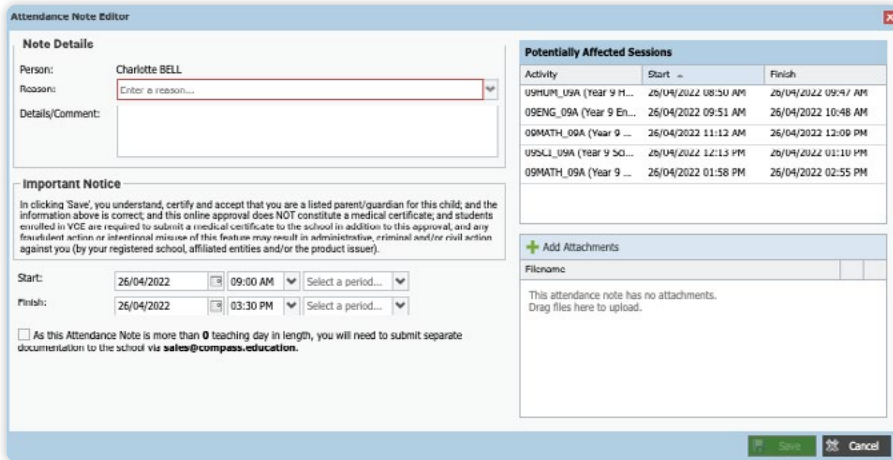 Attendance Note Editor
Note Details
Person: Charlotte BELL
Reason: Enter a reason...
Details/Comment:
Important Notice
In clicking 'Save', you understand, certify and accept that you are a listed parent/guardian for this child; and the
information above is correct; and this online approval does NOT constitute a medical certificate; and students
enrolled in VCE are required to submit a medical certificate to the school in addition to this approval, and any
fraudulent action or intentional misuse of this feature may result in administrative, criminal and/or civil action
against you (by your registered school, affiliated entities and/or the product issuer).
Start: 26/04/2022 09:00 AM Select a period...
Finish: 26/04/2022 03:30 PM Select a period...
As this Attendance Note is more than 0 teaching day in length, you will need to submit separate
documentation to the school via sales@compass.education.
Potentially Affected Sessions
Activity Start Finish
09HUM_09A (Year 9 H... 26/04/2022 08:50 AM 26/04/2022 09:47 AM
09ENG_09A (Year 9 En... 26/04/2022 09:51 AM 26/04/2022 10:48 AM
09MATH_09A (Year 9 ... 26/04/2022 11:12 AM 26/04/2022 12:09 PM
09SCI_09A (Year 9 Sci... 26/04/2022 12:13 PM 26/04/2022 01:10 PM
09MATH_09A (Year 9 ... 26/04/2022 01:58 PM 26/04/2022 02:55 PM
Add Attachments
Filename
This attendance note has no attachments.
Drag files here to upload.
Save Cancel